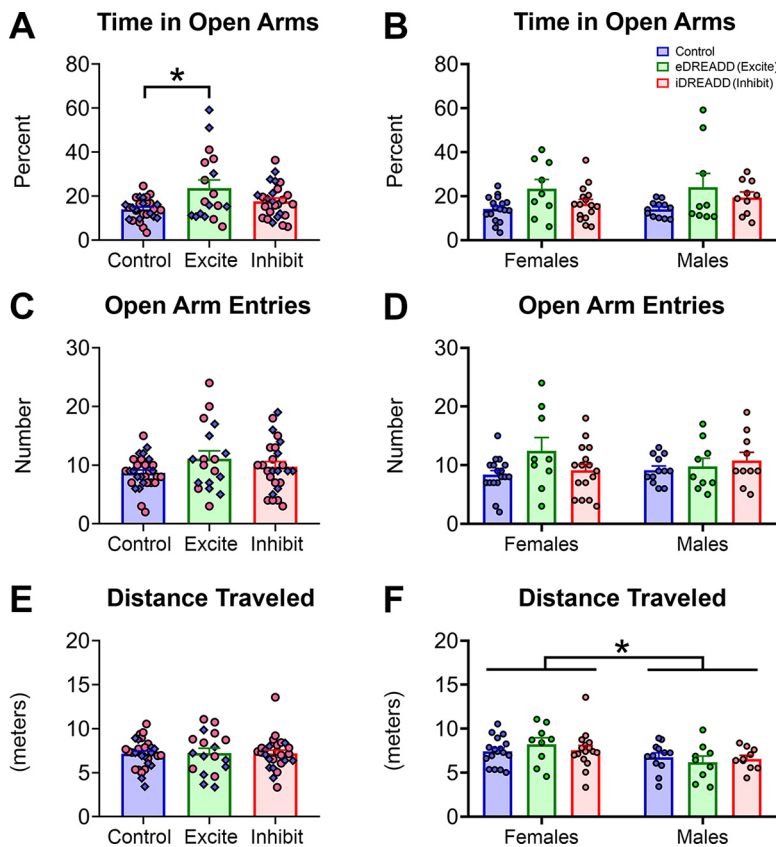 A Time in Open Arms
Percent
80
60
40
20
0
*
Control Excite Inhibit
B Time in Open Arms
Percent
80
60
40
20
0
Control
eDREADD (Excite)
iDREADD (Inhibit)
Females Males
C Open Arm Entries
Number
30
20
10
0
Control Excite Inhibit
D Open Arm Entries
Number
30
20
10
0
Females Males
E Distance Traveled
(meters)
20
15
10
5
0
Control Excite Inhibit
F Distance Traveled
(meters)
20
15
10
5
0
*
Females Males